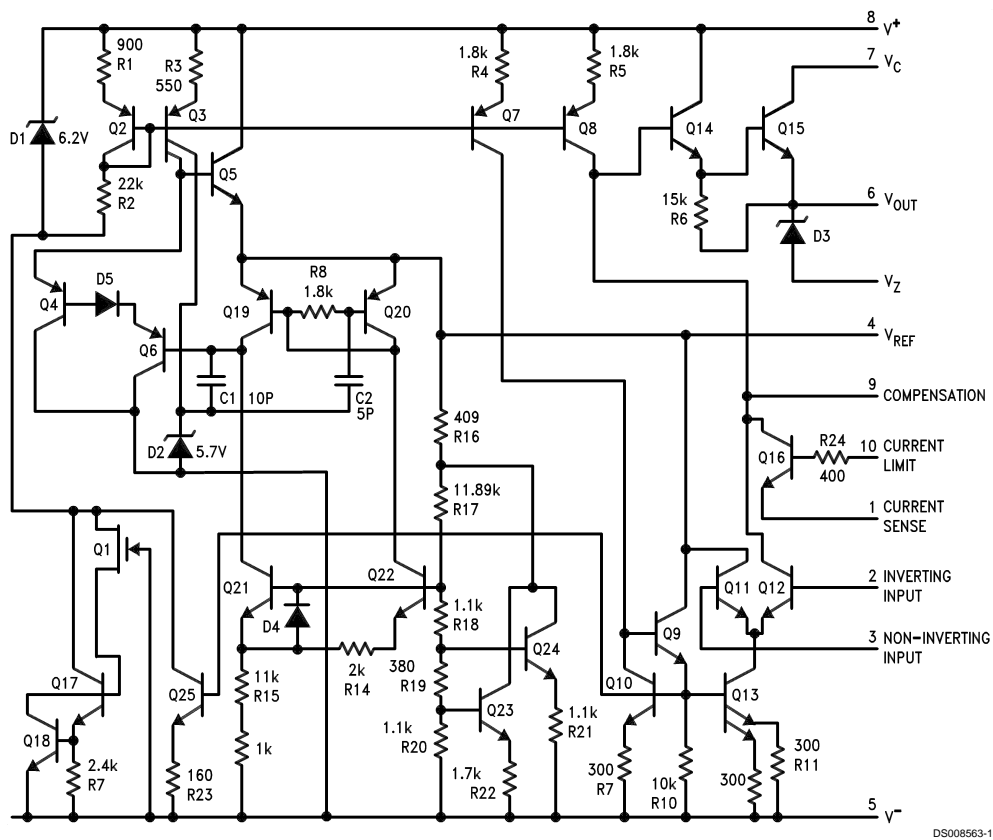 8 V+
7 VC
900
R1
R3
550
1.8k
R4
1.8k
R5
D1
6.2V
Q2
Q3
Q7
Q8
Q14
Q15
22k
R2
Q5
15k
R6
6 VOUT
D3
VZ
D5
R8
1.8k
Q4
Q19
Q20
Q6
4 VREF
C1 10P
C2
5P
9 COMPENSATION
409
R16
D2 5.7V
Q16
R24
400
10 CURRENT
LIMIT
11.89k
R17
1 CURRENT
SENSE
Q1
Q21
Q22
D4
1.1k
R18
Q11
Q12
2 INVERTING
INPUT
Q24
Q9
3 NON-INVERTING
INPUT
Q17
Q25
11k
R15
2k
R14
380
R19
Q10
Q13
Q18
2.4k
R7
160
R23
1k
1.1k
R20
Q23
1.7k
R22
1.1k
R21
300
R7
10k
R10
300
300
R11
5 V-
DS008563-1